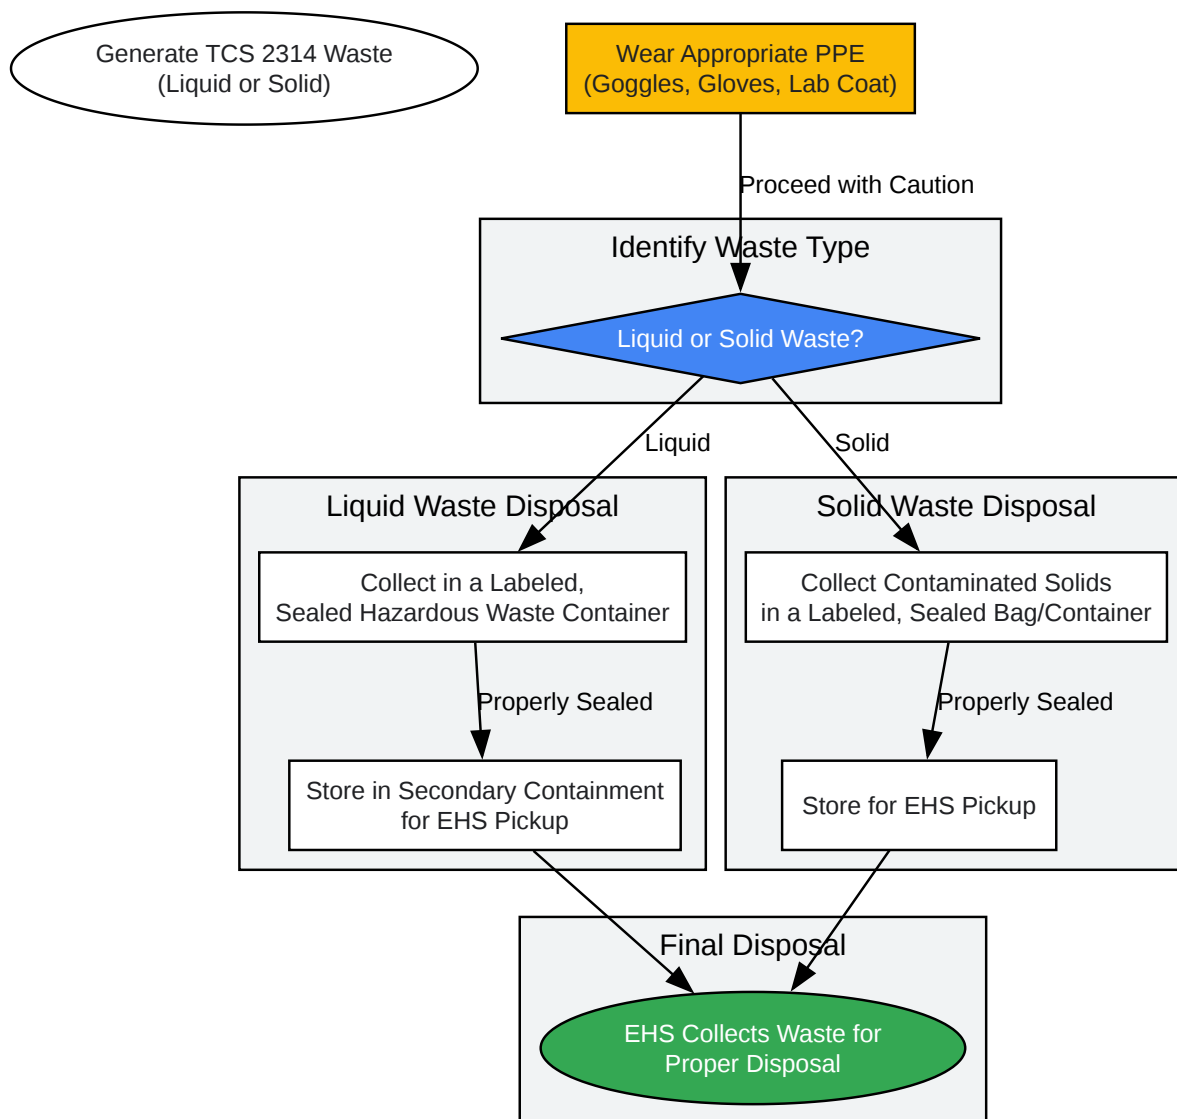 Generate TCS 2314 Waste
(Liquid or Solid)
Wear Appropriate PPE
(Goggles, Gloves, Lab Coat)
Proceed with Caution
Identify Waste Type
Liquid or Solid Waste?
Liquid
Solid
Liquid Waste Disposal
Collect in a Labeled,
Sealed Hazardous Waste Container
Properly Sealed
Store in Secondary Containment
for EHS Pickup
Solid Waste Disposal
Collect Contaminated Solids
in a Labeled, Sealed Bag/Container
Properly Sealed
Store for EHS Pickup
Final Disposal
EHS Collects Waste for
Proper Disposal